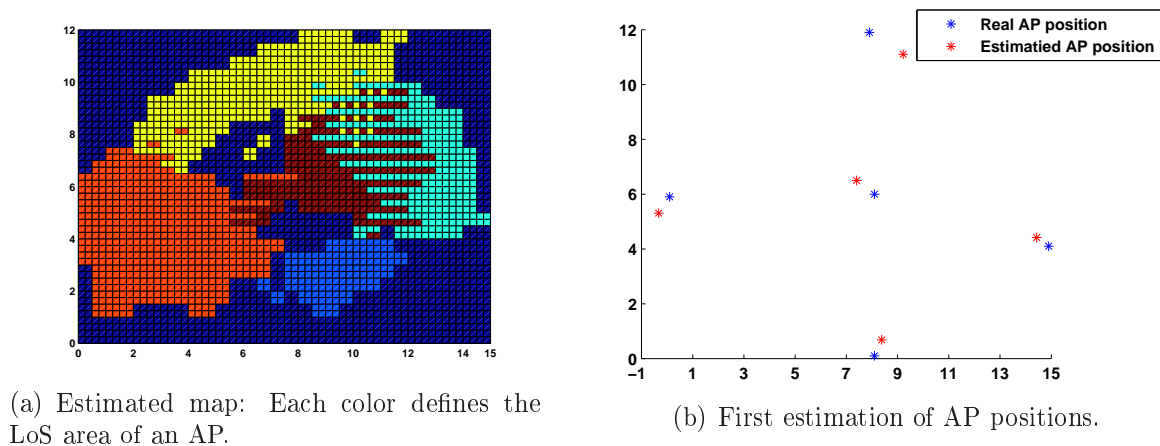 12
10
8
6
4
2
0
0 2 4 6 8 10 12 14 15
(a) Estimated map: Each color defines the
LoS area of an AP.
Real AP position
Estimatied AP position
12
10
8
6
4
2
0
−1 1 3 5 7 9 11 13 15
(b) First estimation of AP positions.